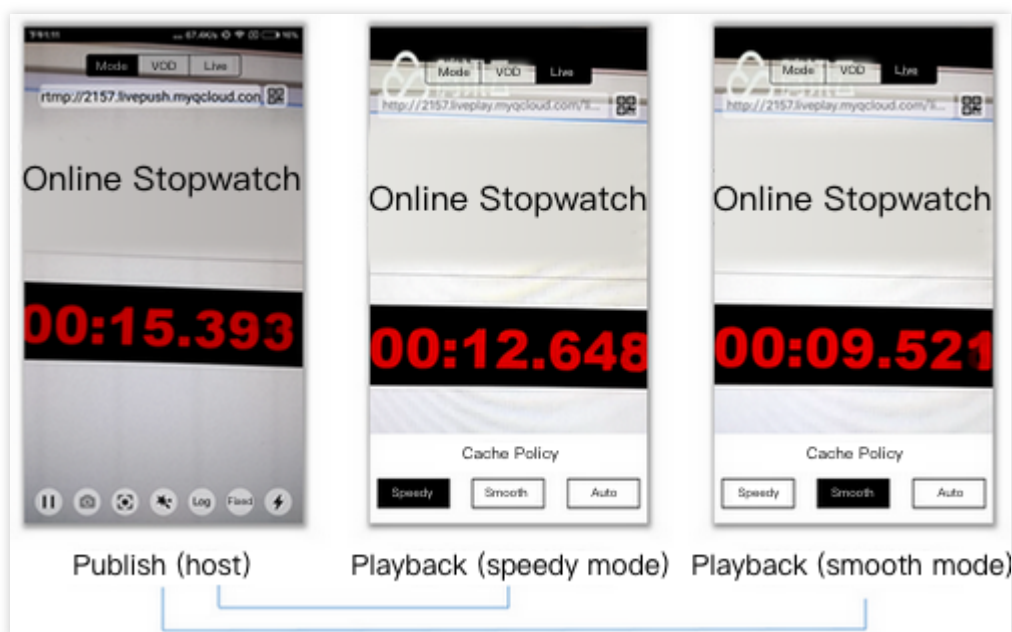 Mode VOD Live
rtmp://2157.livepush.myqcloud.con
Online Stopwatch
00:15.393
Log Fixed
Publish (host)
Mode VOD Live
http://2157.liveplay.myqcloud.com/li...
Online Stopwatch
00:12.648
Cache Policy
Speedy Smooth Auto
Playback (speedy mode)
Mode VOD Live
http://2157.liveplay.myqcloud.com/li...
Online Stopwatch
00:09.521
Cache Policy
Speedy Smooth Auto
Playback (smooth mode)